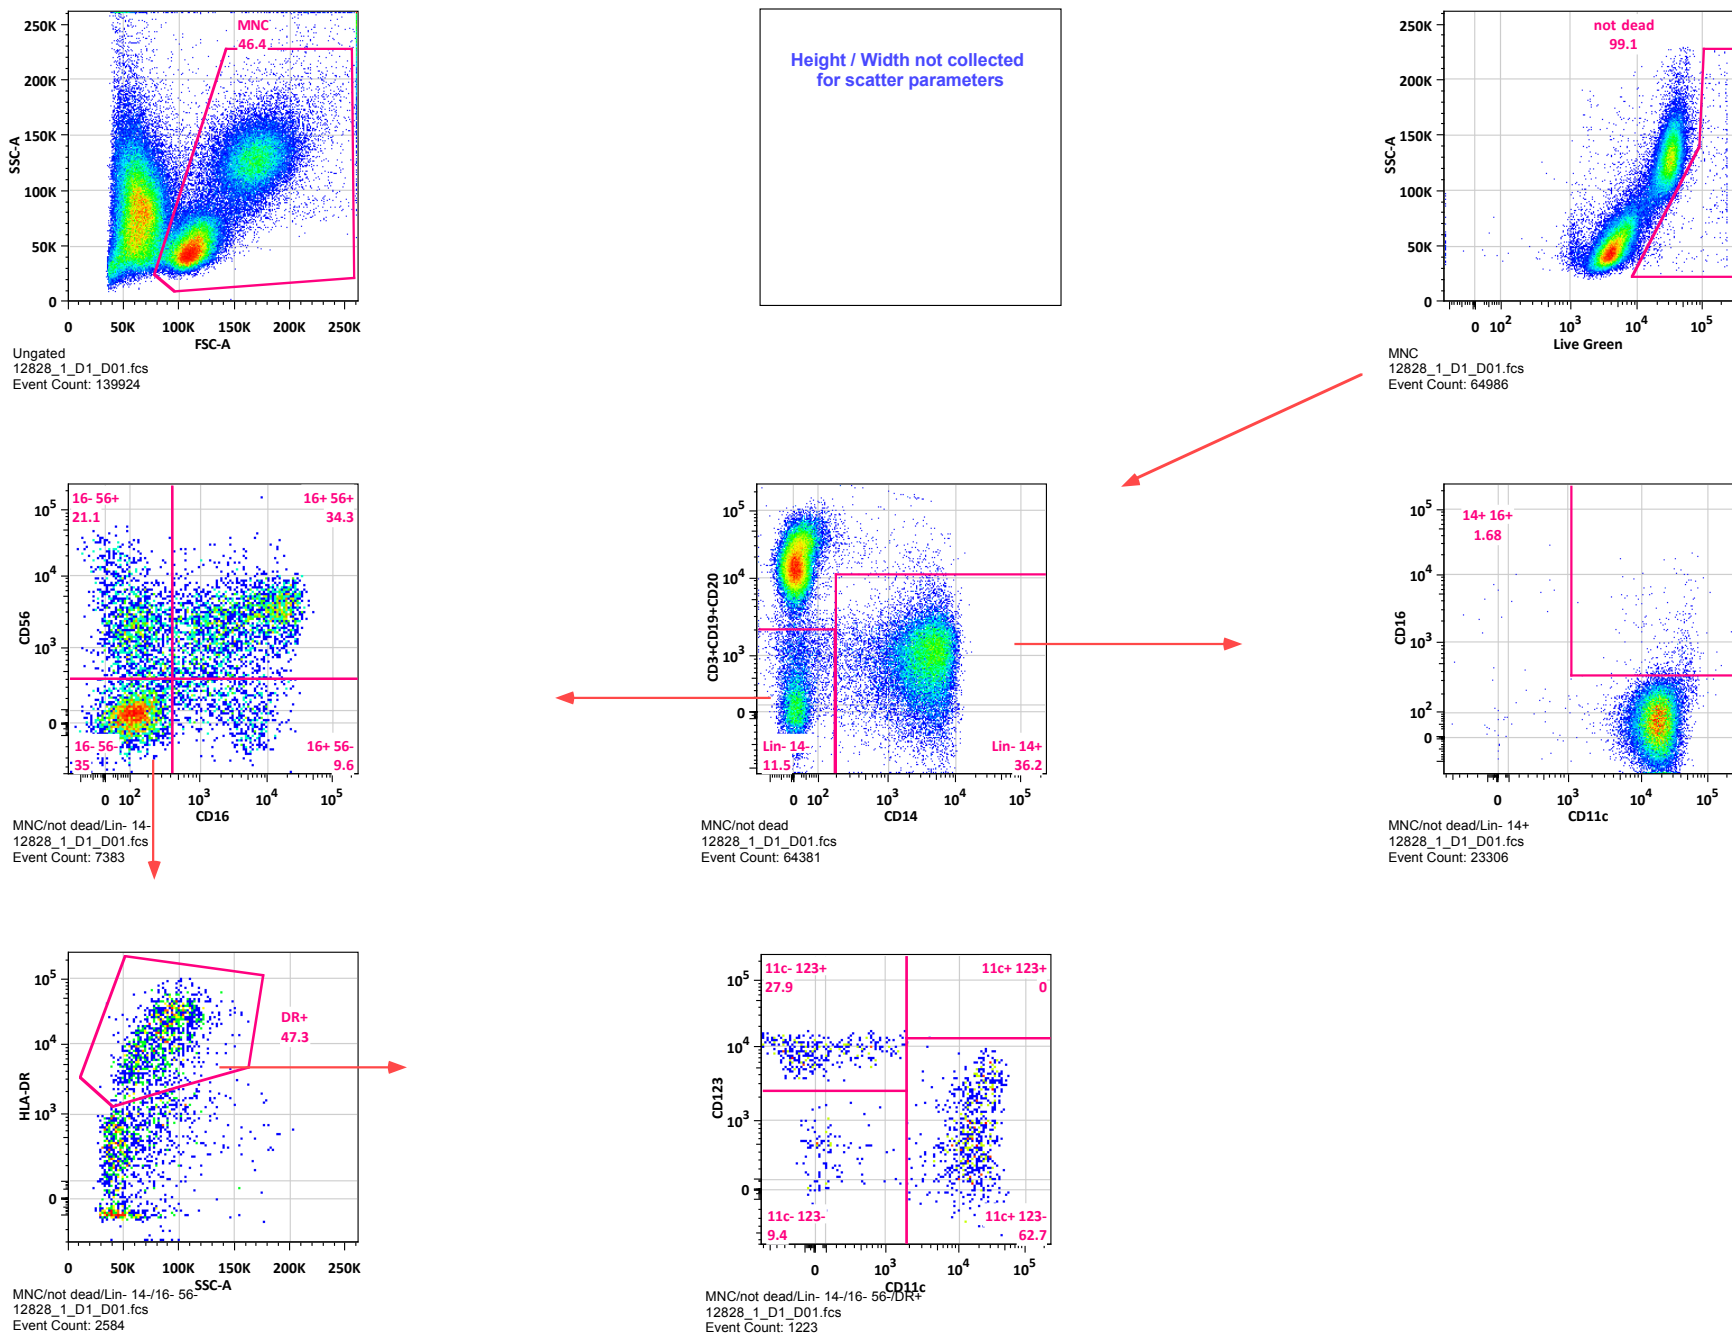 250K
200K
150K
100K
50K
0
SSC-A
MNC
46.4
0 50K 100K 150K 200K 250K
FSC-A
Ungated
12828_1_D1_D01.fcs
Event Count: 139924
Height / Width not collected
for scatter parameters
250K
200K
150K
100K
50K
0
SSC-A
not dead
99.1
0 10^2 10^3 10^4 10^5
Live Green
MNC
12828_1_D1_D01.fcs
Event Count: 64986
10^5
10^4
10^3
0
CD56
16- 56+
21.1
16+ 56+
34.3
16- 56-
35
16+ 56-
9.6
0 10^2 10^3 10^4 10^5
CD16
MNC/not dead/Lin- 14-
12828_1_D1_D01.fcs
Event Count: 7383
10^5
10^4
10^3
0
CD3+CD19+CD20
Lin- 14-
11.5
Lin- 14+
36.2
0 10^2 10^3 10^4 10^5
CD14
MNC/not dead
12828_1_D1_D01.fcs
Event Count: 64381
10^5
10^4
10^3
10^2
0
CD16
14+ 16+
1.68
0 10^3 10^4 10^5
CD11c
MNC/not dead/Lin- 14+
12828_1_D1_D01.fcs
Event Count: 23306
10^5
10^4
10^3
0
HLA-DR
DR+
47.3
0 50K 100K 150K 200K 250K
SSC-A
MNC/not dead/Lin- 14-/16- 56-
12828_1_D1_D01.fcs
Event Count: 2584
10^5
10^4
10^3
0
CD123
11c- 123+
27.9
11c+ 123+
0
11c- 123-
9.4
11c+ 123-
62.7
0 10^3 10^4 10^5
CD11c
MNC/not dead/Lin- 14-/16- 56-/DR+
12828_1_D1_D01.fcs
Event Count: 1223